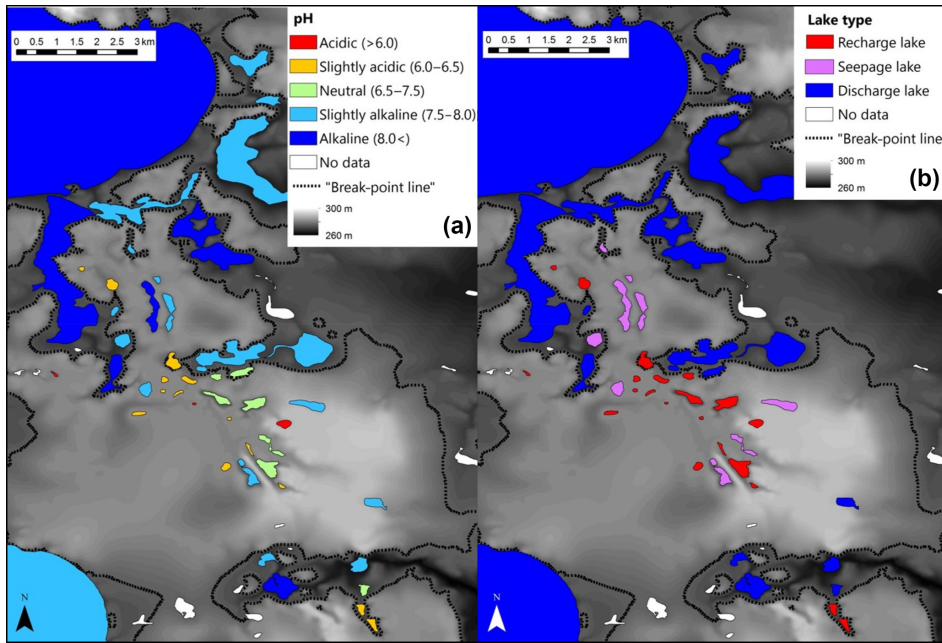 0 0.5 1 1.5 2 2.5 3 km
pH
Acidic (>6.0)
Slightly acidic (6.0–6.5)
Neutral (6.5–7.5)
Slightly alkaline (7.5–8.0)
Alkaline (8.0<)
No data
"Break-point line"
300 m
260 m
(a)
N
0 0.5 1 1.5 2 2.5 3 km
Lake type
Recharge lake
Seepage lake
Discharge lake
No data
"Break-point line
300 m
260 m
(b)
N